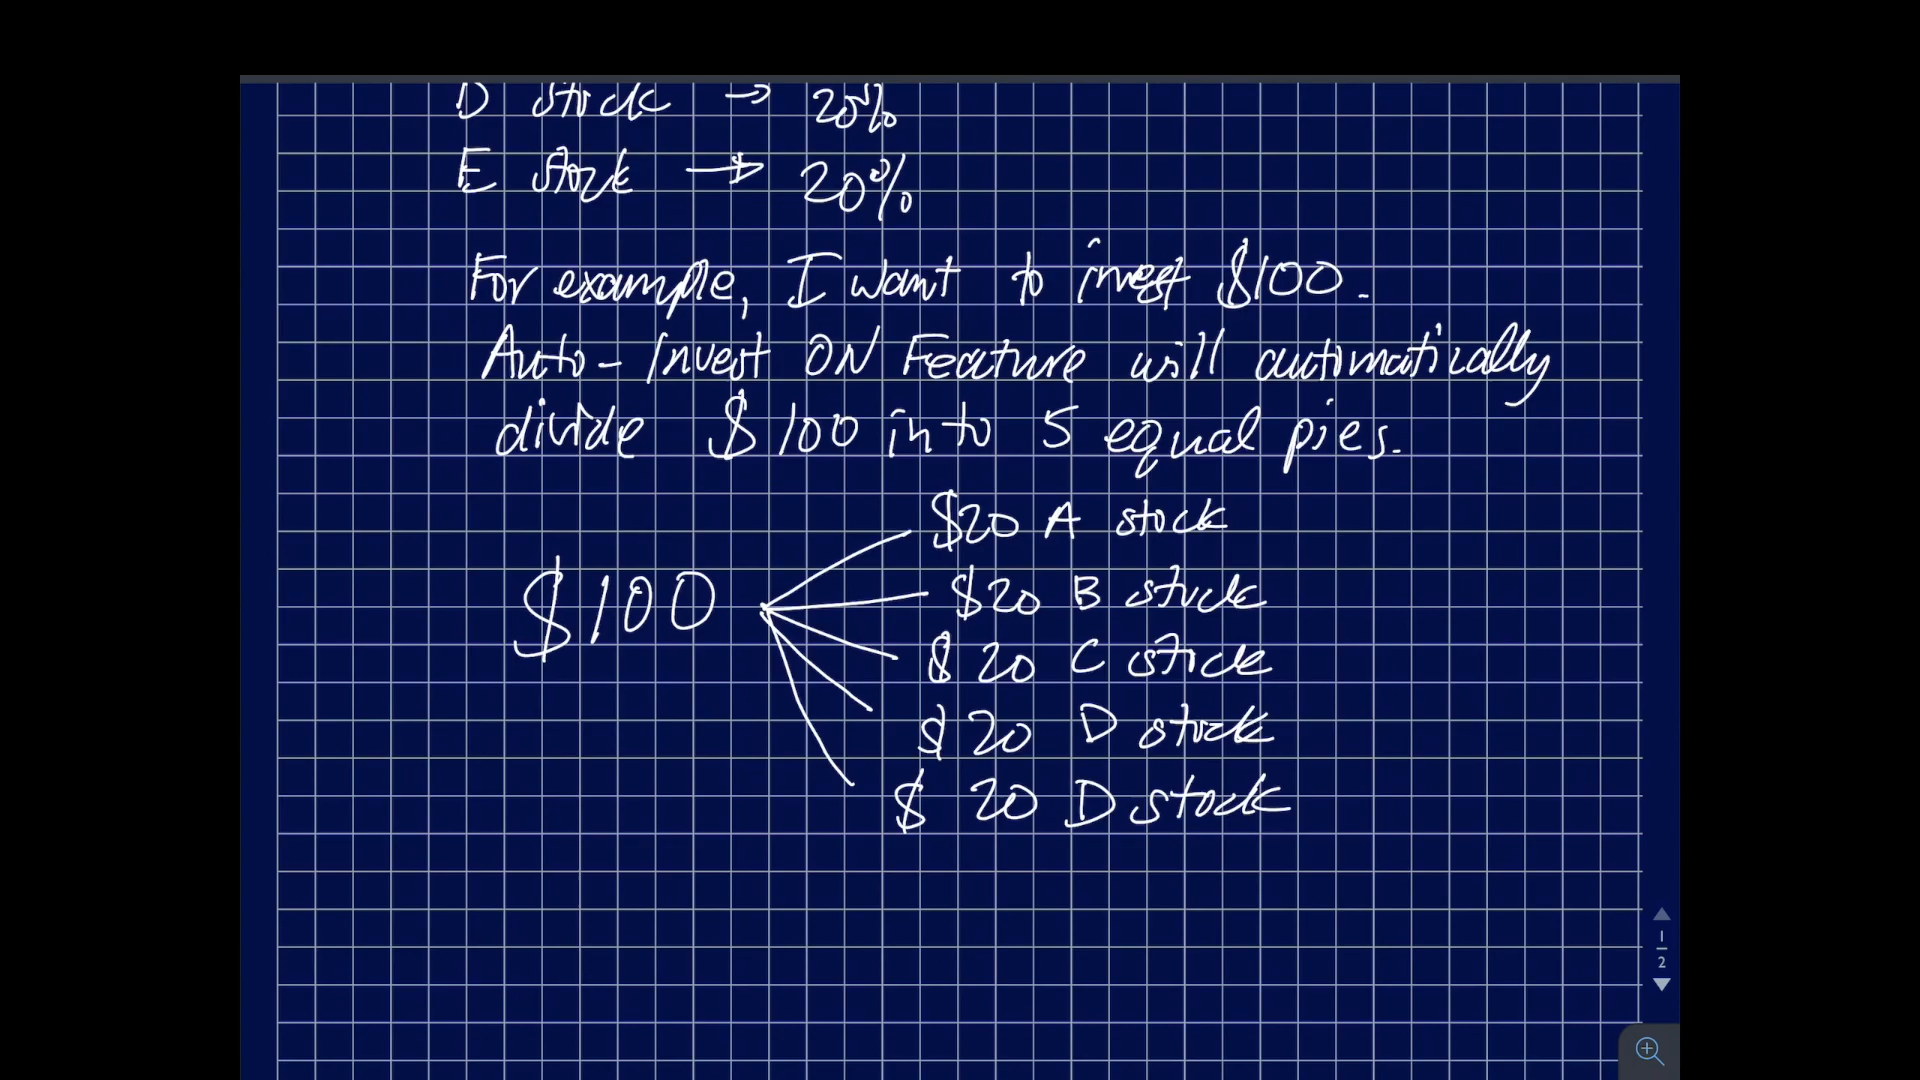 D stock → 20%
E stock → 20%
For example, I want to invest $100.
Auto-Invest ON Feature will automatically
divide $100 into 5 equal pies.
$20 A stock
$100
$20 B stock
$20 C stock
$20 D stock
$20 D stock
1
2